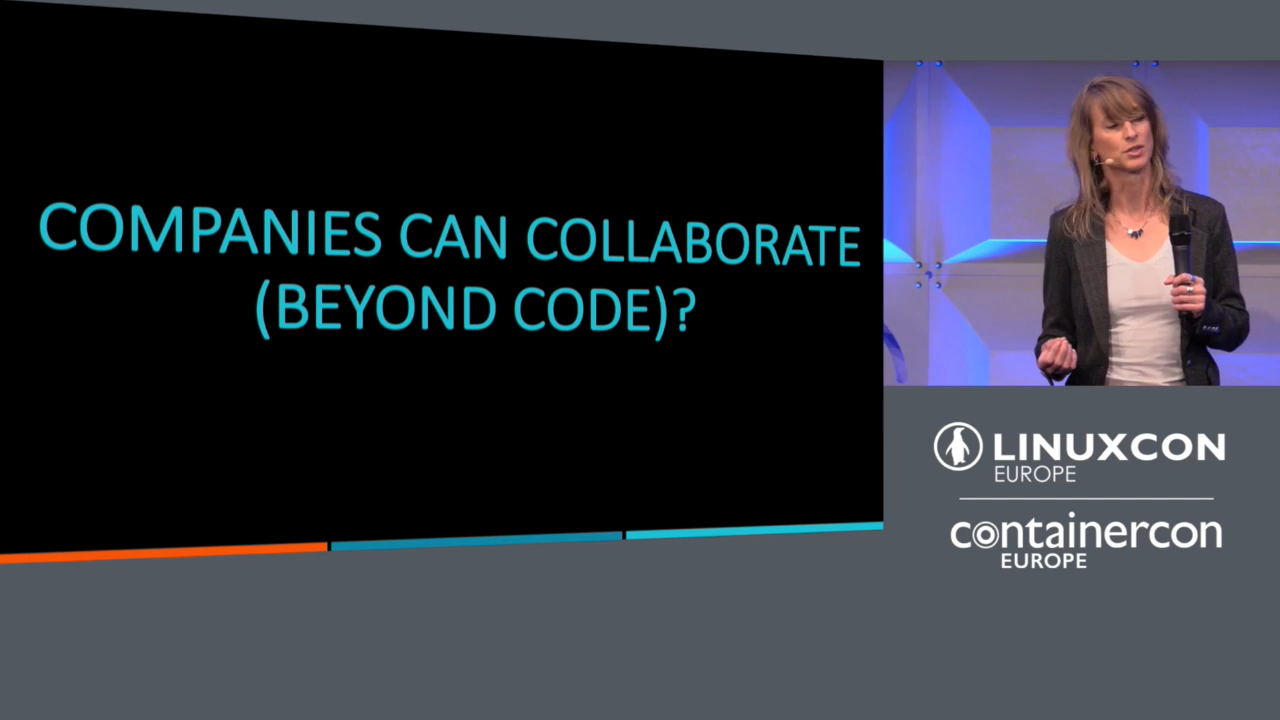 COMPANIES CAN COLLABORATE
(BEYOND CODE)?
LINUXCON
EUROPE
containercon
EUROPE